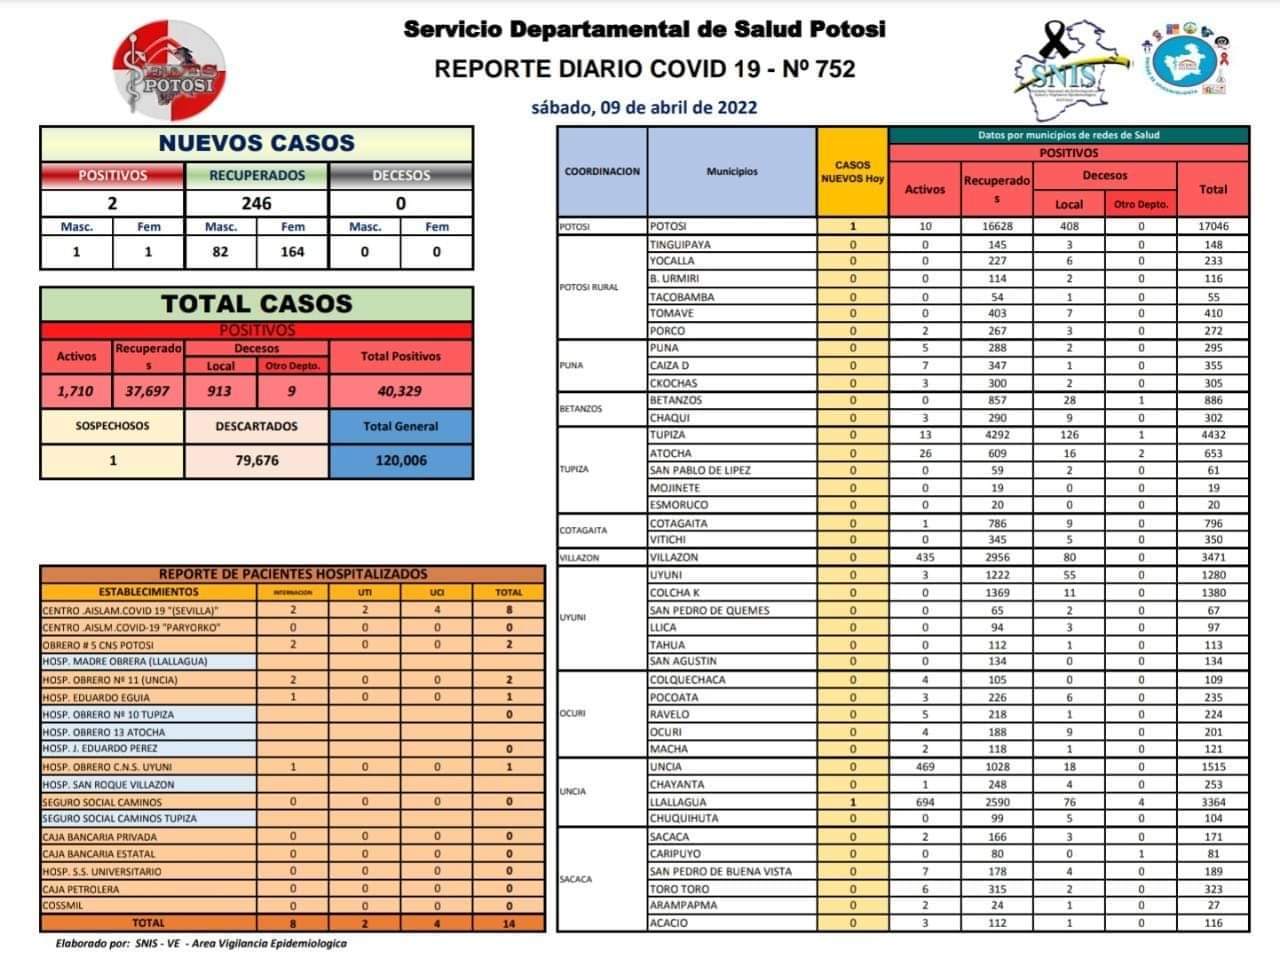 Servicio Departamental de Salud Potosi
REPORTE DIARIO COVID 19 - Nº 752
sábado, 09 de abril de 2022
SEDES POTOSI
SNIS
NUEVOS CASOS
POSITIVOS RECUPERADOS DECESOS
2 246 0
Masc. Fem Masc. Fem Masc. Fem
1 1 82 164 0 0
TOTAL CASOS
POSITIVOS
Activos Recuperados Decesos Total Positivos
Local Otro Depto.
1,710 37,697 913 9 40,329
SOSPECHOSOS DESCARTADOS Total General
1 79,676 120,006
REPORTE DE PACIENTES HOSPITALIZADOS
ESTABLECIMIENTOS INTERNACION UTI UCI TOTAL
CENTRO .AISLAM.COVID 19 "(SEVILLA)" 2 2 4 8
CENTRO .AISLM.COVID-19 "PARYORKO" 0 0 0 0
OBRERO # 5 CNS POTOSI 2 0 0 2
HOSP. MADRE OBRERA (LLALLAGUA)
HOSP. OBRERO Nº 11 (UNCIA) 2 0 0 2
HOSP. EDUARDO EGUIA 1 0 0 1
HOSP. OBRERO Nº 10 TUPIZA 0
HOSP. OBRERO 13 ATOCHA
HOSP. J. EDUARDO PEREZ 0
HOSP. OBRERO C.N.S. UYUNI 1 0 0 1
HOSP. SAN ROQUE VILLAZON
SEGURO SOCIAL CAMINOS 0 0 0 0
SEGURO SOCIAL CAMINOS TUPIZA
CAJA BANCARIA PRIVADA 0 0 0 0
CAJA BANCARIA ESTATAL 0 0 0 0
HOSP. S.S. UNIVERSITARIO 0 0 0 0
CAJA PETROLERA 0 0 0 0
COSSMIL 0 0 0 0
TOTAL 8 2 4 14
Elaborado por: SNIS - VE - Area Vigilancia Epidemiologica
Datos por municipios de redes de Salud
COORDINACION Municipios CASOS NUEVOS Hoy POSITIVOS
Activos Recuperados Decesos Total
Local Otro Depto.
POTOSI POTOSI 1 10 16628 408 0 17046
POTOSI RURAL
TINGUIPAYA 0 0 145 3 0 148
YOCALLA 0 0 227 6 0 233
B. URMIRI 0 0 114 2 0 116
TACOBAMBA 0 0 54 1 0 55
TOMAVE 0 0 403 7 0 410
PORCO 0 2 267 3 0 272
PUNA
PUNA 0 5 288 2 0 295
CAIZA D 0 7 347 1 0 355
CKOCHAS 0 3 300 2 0 305
BETANZOS
BETANZOS 0 0 857 28 1 886
CHAQUI 0 3 290 9 0 302
TUPIZA
TUPIZA 0 13 4292 126 1 4432
ATOCHA 0 26 609 16 2 653
SAN PABLO DE LIPEZ 0 0 59 2 0 61
MOJINETE 0 0 19 0 0 19
ESMORUCO 0 0 20 0 0 20
COTAGAITA
COTAGAITA 0 1 786 9 0 796
VITICHI 0 0 345 5 0 350
VILLAZON VILLAZON 0 435 2956 80 0 3471
UYUNI
UYUNI 0 3 1222 55 0 1280
COLCHA K 0 0 1369 11 0 1380
SAN PEDRO DE QUEMES 0 0 65 2 0 67
LLICA 0 0 94 3 0 97
TAHUA 0 0 112 1 0 113
SAN AGUSTIN 0 0 134 0 0 134
OCURI
COLQUECHACA 0 4 105 0 0 109
POCOATA 0 3 226 6 0 235
RAVELO 0 5 218 1 0 224
OCURI 0 4 188 9 0 201
MACHA 0 2 118 1 0 121
UNCIA
UNCIA 0 469 1028 18 0 1515
CHAYANTA 0 1 248 4 0 253
LLALLAGUA 1 694 2590 76 4 3364
CHUQUIHUTA 0 0 99 5 0 104
SACACA
SACACA 0 2 166 3 0 171
CARIPUYO 0 0 80 0 1 81
SAN PEDRO DE BUENA VISTA 0 7 178 4 0 189
TORO TORO 0 6 315 2 0 323
ARAMPAPMA 0 2 24 1 0 27
ACACIO 0 3 112 1 0 116